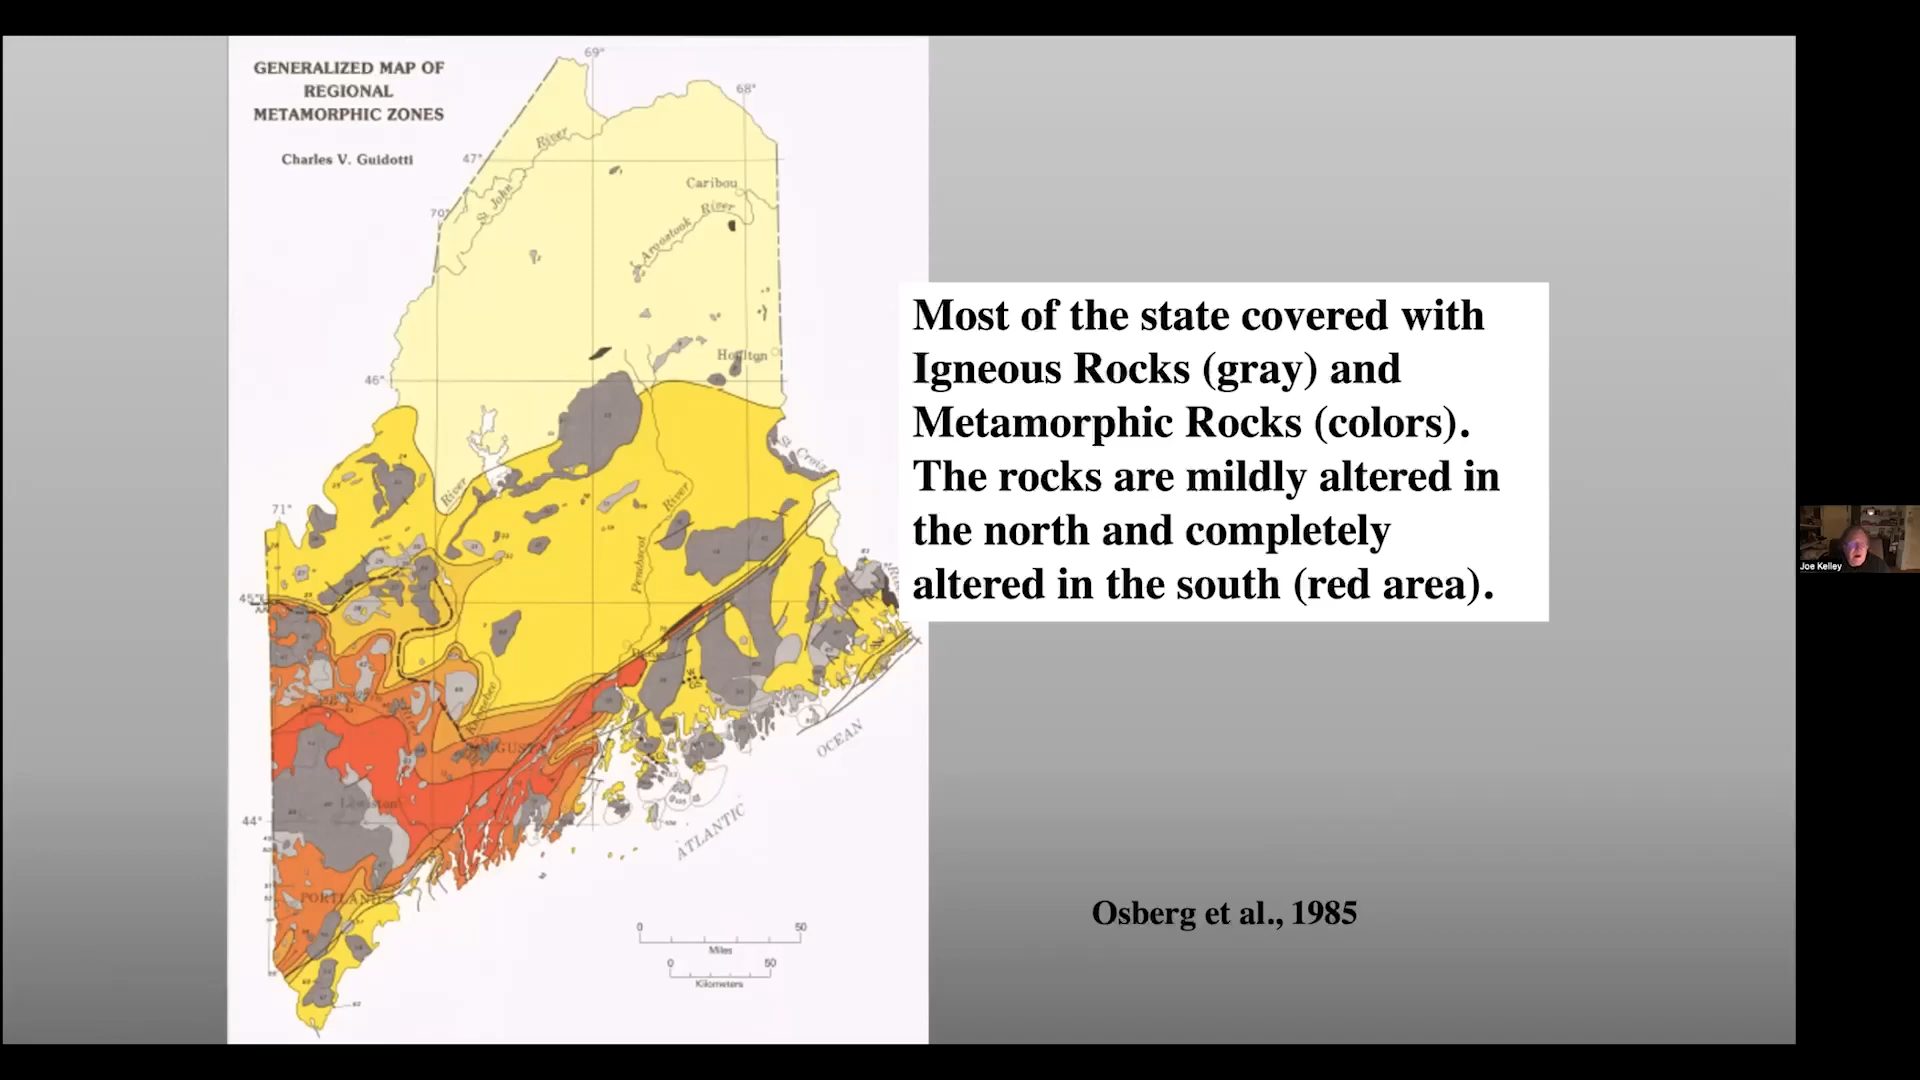 GENERALIZED MAP OF
REGIONAL
METAMORPHIC ZONES
Charles V. Guidotti
69°
68°
47°
River
St John
Caribou
70°
Aroostook River
Houlton
46°
St Croix
71°
River
River
Penobscot
45°
Kennebec
AUGUSTA
Lewiston
44°
OCEAN
ATLANTIC
PORTLAND
0 50
Miles
0 50
Kilometers
Most of the state covered with
Igneous Rocks (gray) and
Metamorphic Rocks (colors).
The rocks are mildly altered in
the north and completely
altered in the south (red area).
Osberg et al., 1985
Joe Kelley